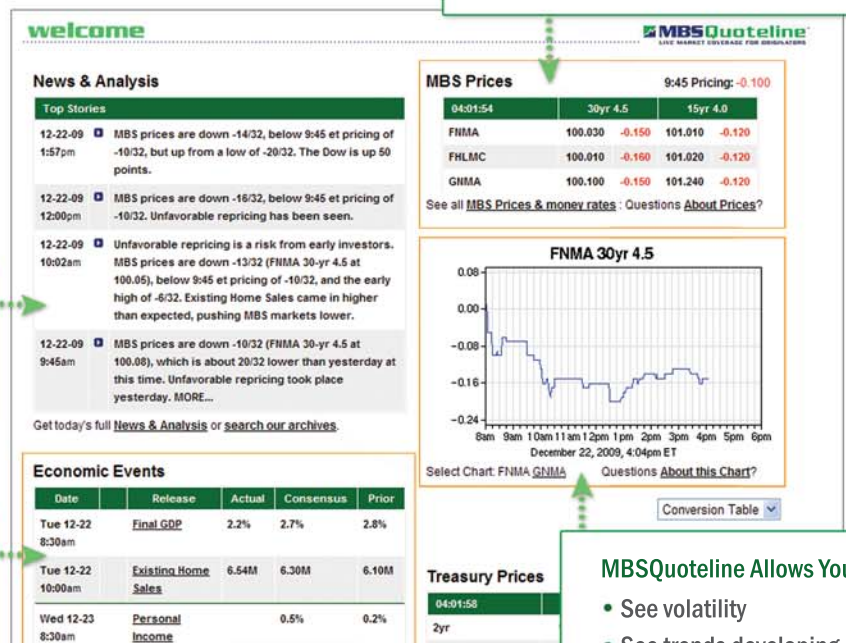 welcome
MBSQuoteline
LIVE MARKET COVERAGE FOR ORIGINATORS
News & Analysis
Top Stories
12-22-09 MBS prices are down -14/32, below 9:45 et pricing of
1:57pm -10/32, but up from a low of -20/32. The Dow is up 50
points.
12-22-09 MBS prices are down -16/32, below 9:45 et pricing of
12:00pm -10/32. Unfavorable repricing has been seen.
12-22-09 Unfavorable repricing is a risk from early investors.
10:02am MBS prices are down -13/32 (FNMA 30-yr 4.5 at
100.05), below 9:45 et pricing of -10/32, and the early
high of -6/32. Existing Home Sales came in higher
than expected, pushing MBS markets lower.
12-22-09 MBS prices are down -10/32 (FNMA 30-yr 4.5 at
9:45am 100.08), which is about 20/32 lower than yesterday at
this time. Unfavorable repricing took place
yesterday. MORE...
Get today's full News & Analysis or search our archives.
Economic Events
Date Release Actual Consensus Prior
Tue 12-22 Final GDP 2.2% 2.7% 2.8%
8:30am
Tue 12-22 Existing Home 6.54M 6.30M 6.10M
10:00am Sales
Wed 12-23 Personal 0.5% 0.2%
8:30am Income
MBS Prices 9:45 Pricing: -0.100
04:01:54 30yr 4.5 15yr 4.0
FNMA 100.030 -0.150 101.010 -0.120
FHLMC 100.010 -0.160 101.020 -0.120
GNMA 100.100 -0.150 101.240 -0.120
See all MBS Prices & money rates : Questions About Prices?
FNMA 30yr 4.5
0.08
0.00
-0.08
-0.16
-0.24
8am 9am 10am 11am 12pm 1pm 2pm 3pm 4pm 5pm 6pm
December 22, 2009, 4:04pm ET
Select Chart: FNMA GNMA Questions About this Chart?
Conversion Table
Treasury Prices
04:01:58
2yr
MBSQuoteline Allows You
• See volatility
• See trends developing